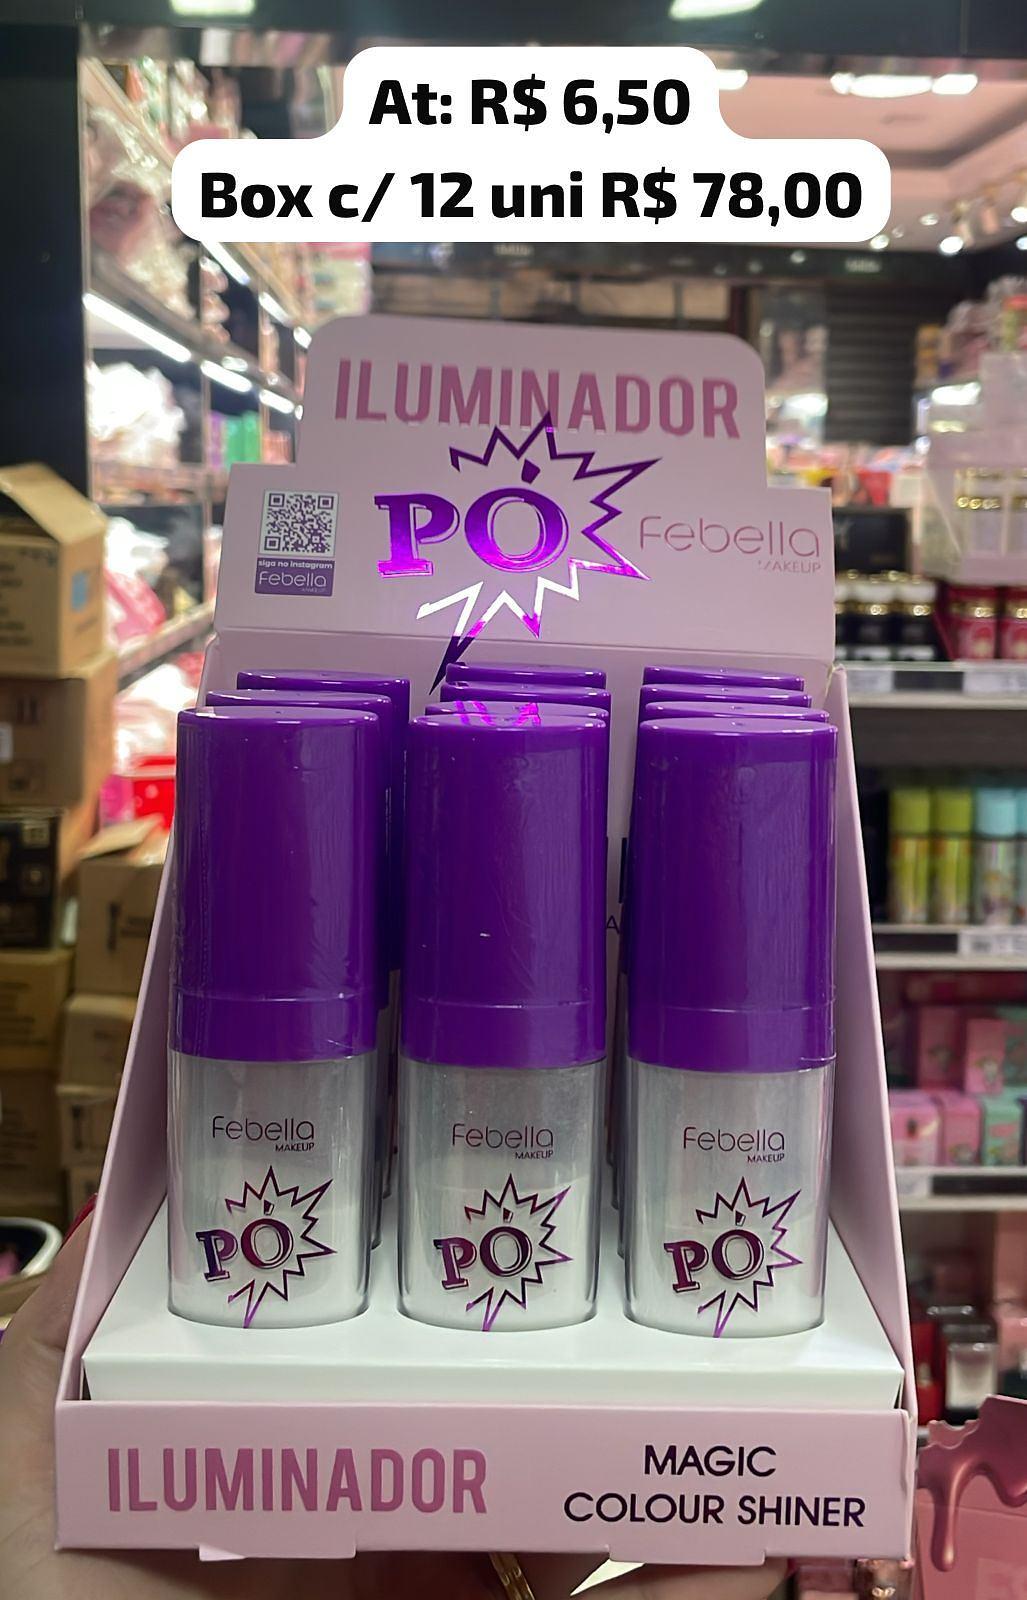 At: R$ 6,50
Box c/ 12 uni R$ 78,00
ILUMINADOR
PÓ
Febella
MAKEUP
siga no instagram
Febella
MAKEUP
Febella
MAKEUP
PÓ
Febella
MAKEUP
PÓ
Febella
MAKEUP
PÓ
ILUMINADOR
MAGIC
COLOUR SHINER